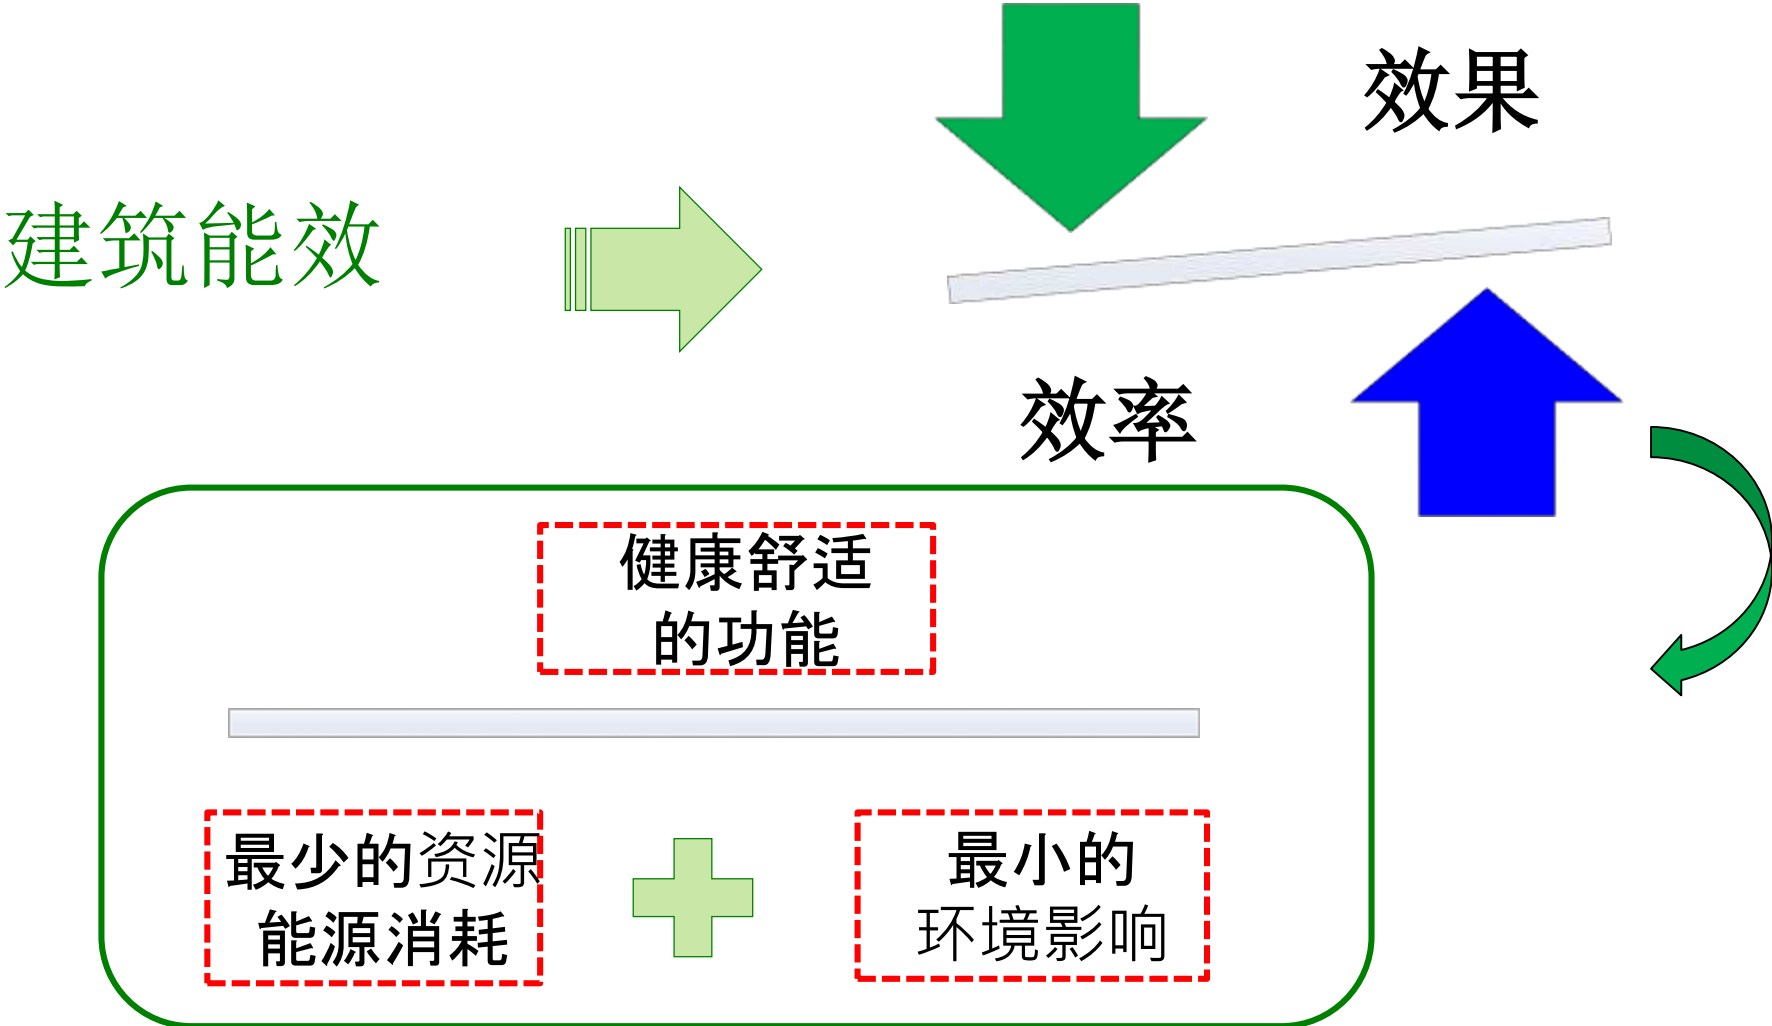 效果
建筑能效
效率
健康舒适
的功能
最少的资源
能源消耗
最小的
环境影响